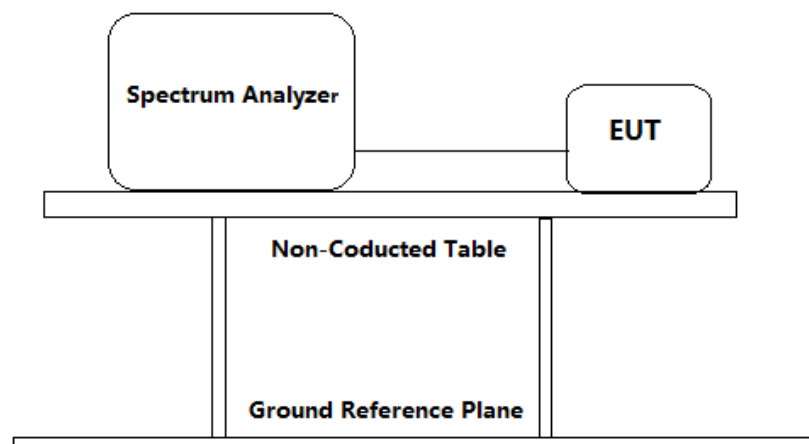 Spectrum Analyzer
EUT
Non-Coducted Table
Ground Reference Plane